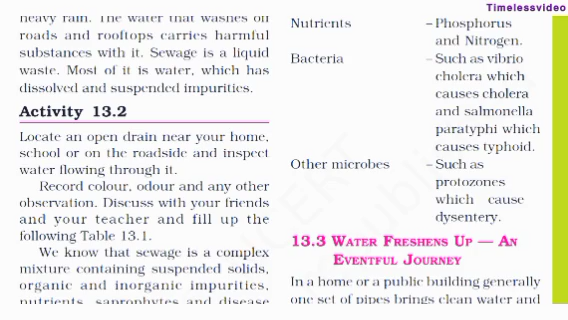 Timelessvideo
heavy rain. The water that washes off
roads and rooftops carries harmful
substances with it. Sewage is a liquid
waste. Most of it is water, which has
dissolved and suspended impurities.
Activity 13.2
Locate an open drain near your home,
school or on the roadside and inspect
water flowing through it.
Record colour, odour and any other
observation. Discuss with your friends
and your teacher and fill up the
following Table 13.1.
We know that sewage is a complex
mixture containing suspended solids,
organic and inorganic impurities,
nutrients, saprophytes and disease
Nutrients – Phosphorus
and Nitrogen.
Bacteria – Such as vibrio
cholera which
causes cholera
and salmonella
paratyphi which
causes typhoid.
Other microbes – Such as
protozones
which cause
dysentery.
13.3 Water Freshens Up — An
Eventful Journey
In a home or a public building generally
one set of pipes brings clean water and